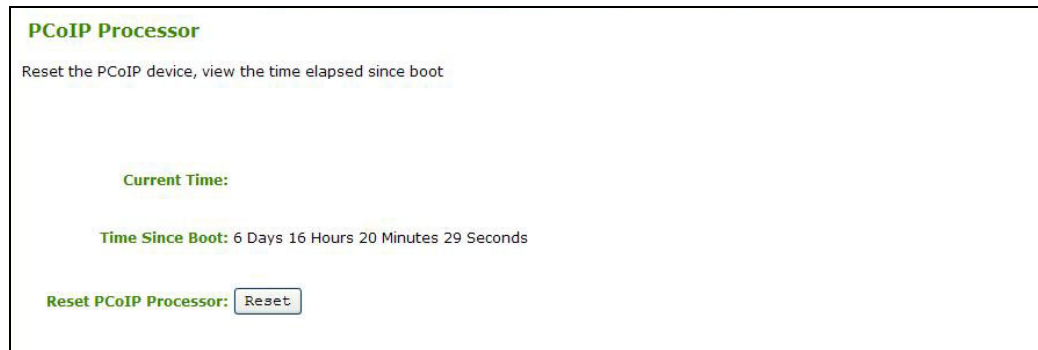 PCoIP Processor
Reset the PCoIP device, view the time elapsed since boot
Current Time:
Time Since Boot: 6 Days 16 Hours 20 Minutes 29 Seconds
Reset PCoIP Processor: Reset